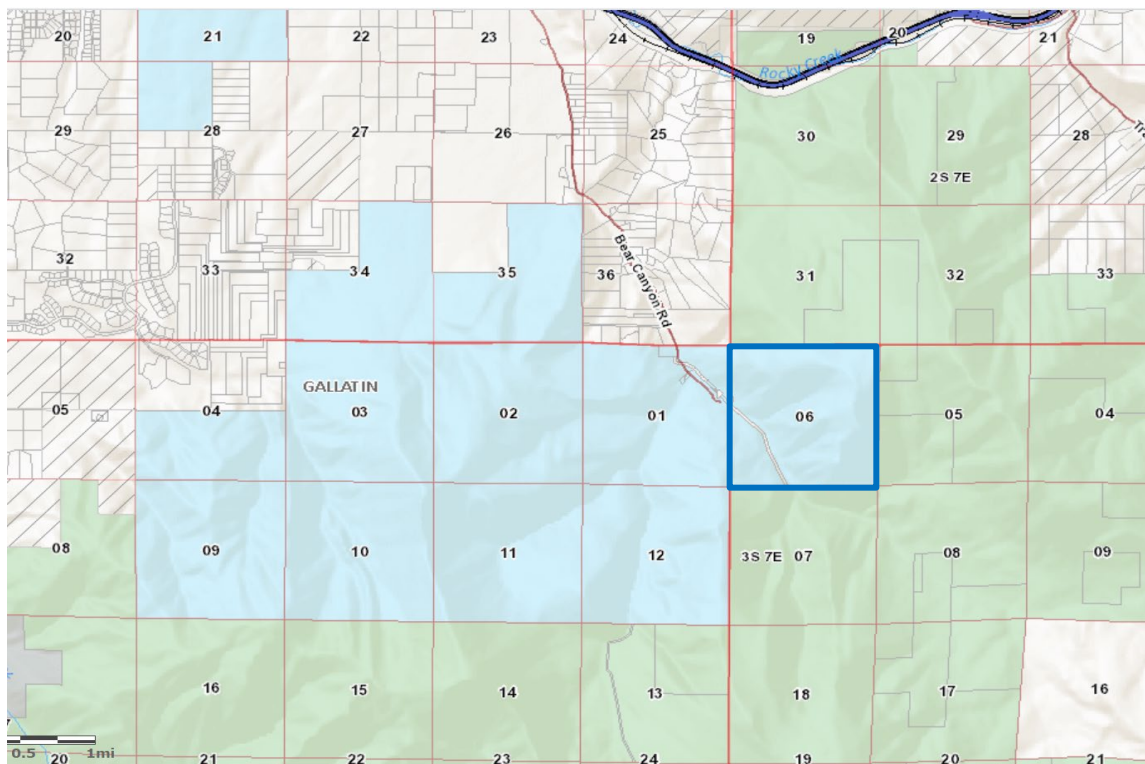 20 21 22 23 24 19 20 21
Rocky Creek
29 28 27 26 25 30 29 28
Tra
2S 7E
32 33 34 35 36 31 32 33
Bear Canyon Rd
GALLATIN
05 04 03 02 01 06 05 04
08 09 10 11 12 3S 7E 07 08 09
16 15 14 13 18 17 16
0.5 1mi
20 21 22 23 24 19 20 21